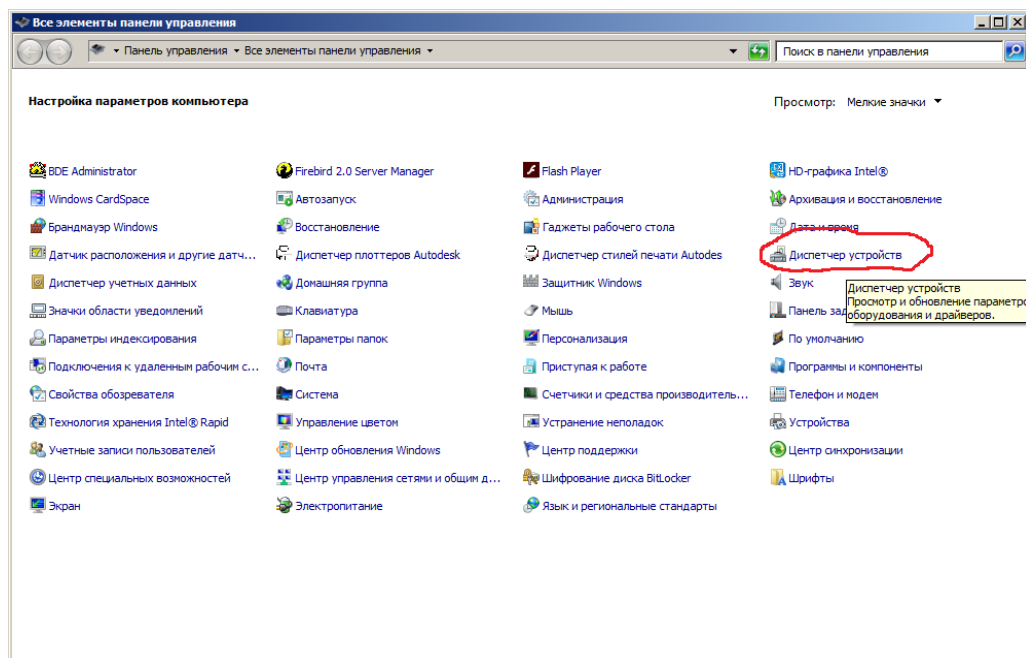 Все элементы панели управления
Панель управления Все элементы панели управления
Поиск в панели управления
Настройка параметров компьютера
Просмотр: Мелкие значки
BDE Administrator
Firebird 2.0 Server Manager
Flash Player
HD-графика Intel®
Windows CardSpace
Автозапуск
Администрирация
Архивация и восстановление
Брандмауэр Windows
Восстановление
Гаджеты рабочего стола
Дата и время
Датчик расположения и другие датч...
Диспетчер плоттеров Autodesk
Диспетчер стилей печати Autodes
Диспетчер устройств
Диспетчер учетных данных
Домашняя группа
Защитник Windows
Звук
Диспетчер устройств
Просмотр и обновление параметро
оборудования и драйверов.
Значки области уведомлений
Клавиатура
Мышь
Панель зад
Параметры индексирования
Параметры папок
Персонализация
По умолчанию
Подключения к удаленным рабочим с...
Почта
Приступая к работе
Программы и компоненты
Свойства обозревателя
Система
Счетчики и средства производитель...
Телефон и модем
Технология хранения Intel® Rapid
Управление цветом
Устранение неполадок
Устройства
Учетные записи пользователей
Центр обновления Windows
Центр поддержки
Центр синхронизации
Центр специальных возможностей
Центр управления сетями и общим д...
Шифрование диска BitLocker
Шрифты
Экран
Электропитание
Язык и региональные стандарты